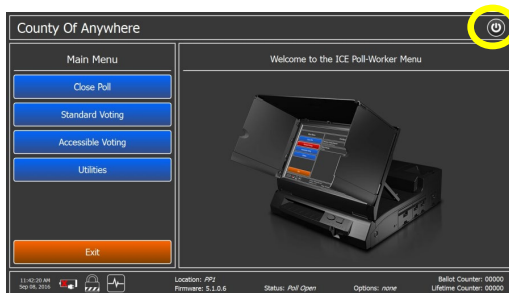 County Of Anywhere
Main Menu
Close Poll
Standard Voting
Accessible Voting
Utilities
Exit
Welcome to the ICE Poll-Worker Menu
11:42:20 AM
Sep 08, 2016
Location: PP1
Firmware: 5.1.0.6
Status: Poll Open
Options: none
Ballot Counter: 00000
Lifetime Counter: 00000